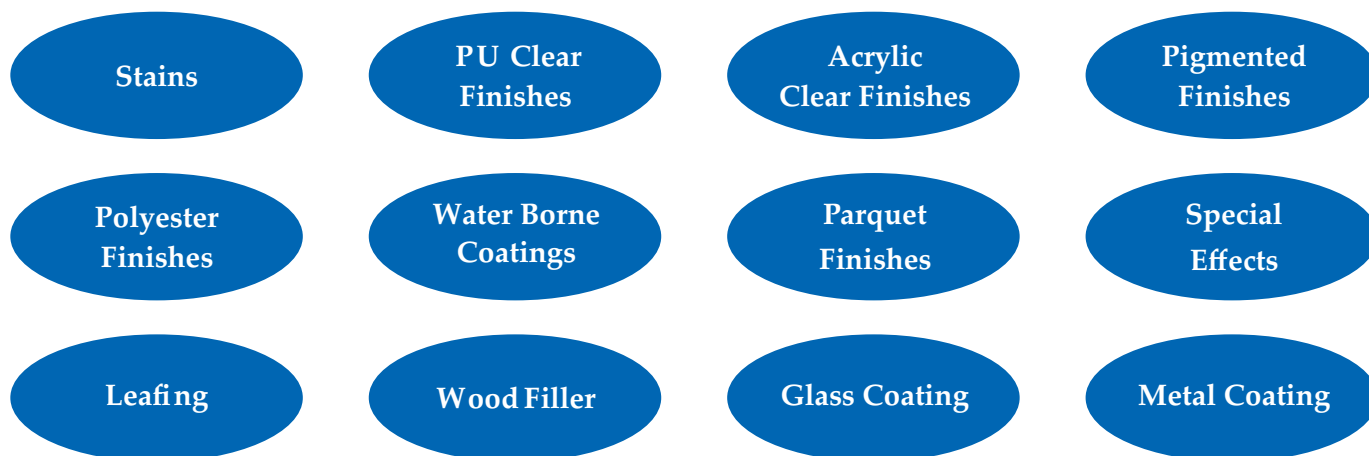 Stains
PU Clear
Finishes
Acrylic
Clear Finishes
Pigmented
Finishes
Polyester
Finishes
Water Borne
Coatings
Parquet
Finishes
Special
Effects
Leafing
Wood Filler
Glass Coating
Metal Coating